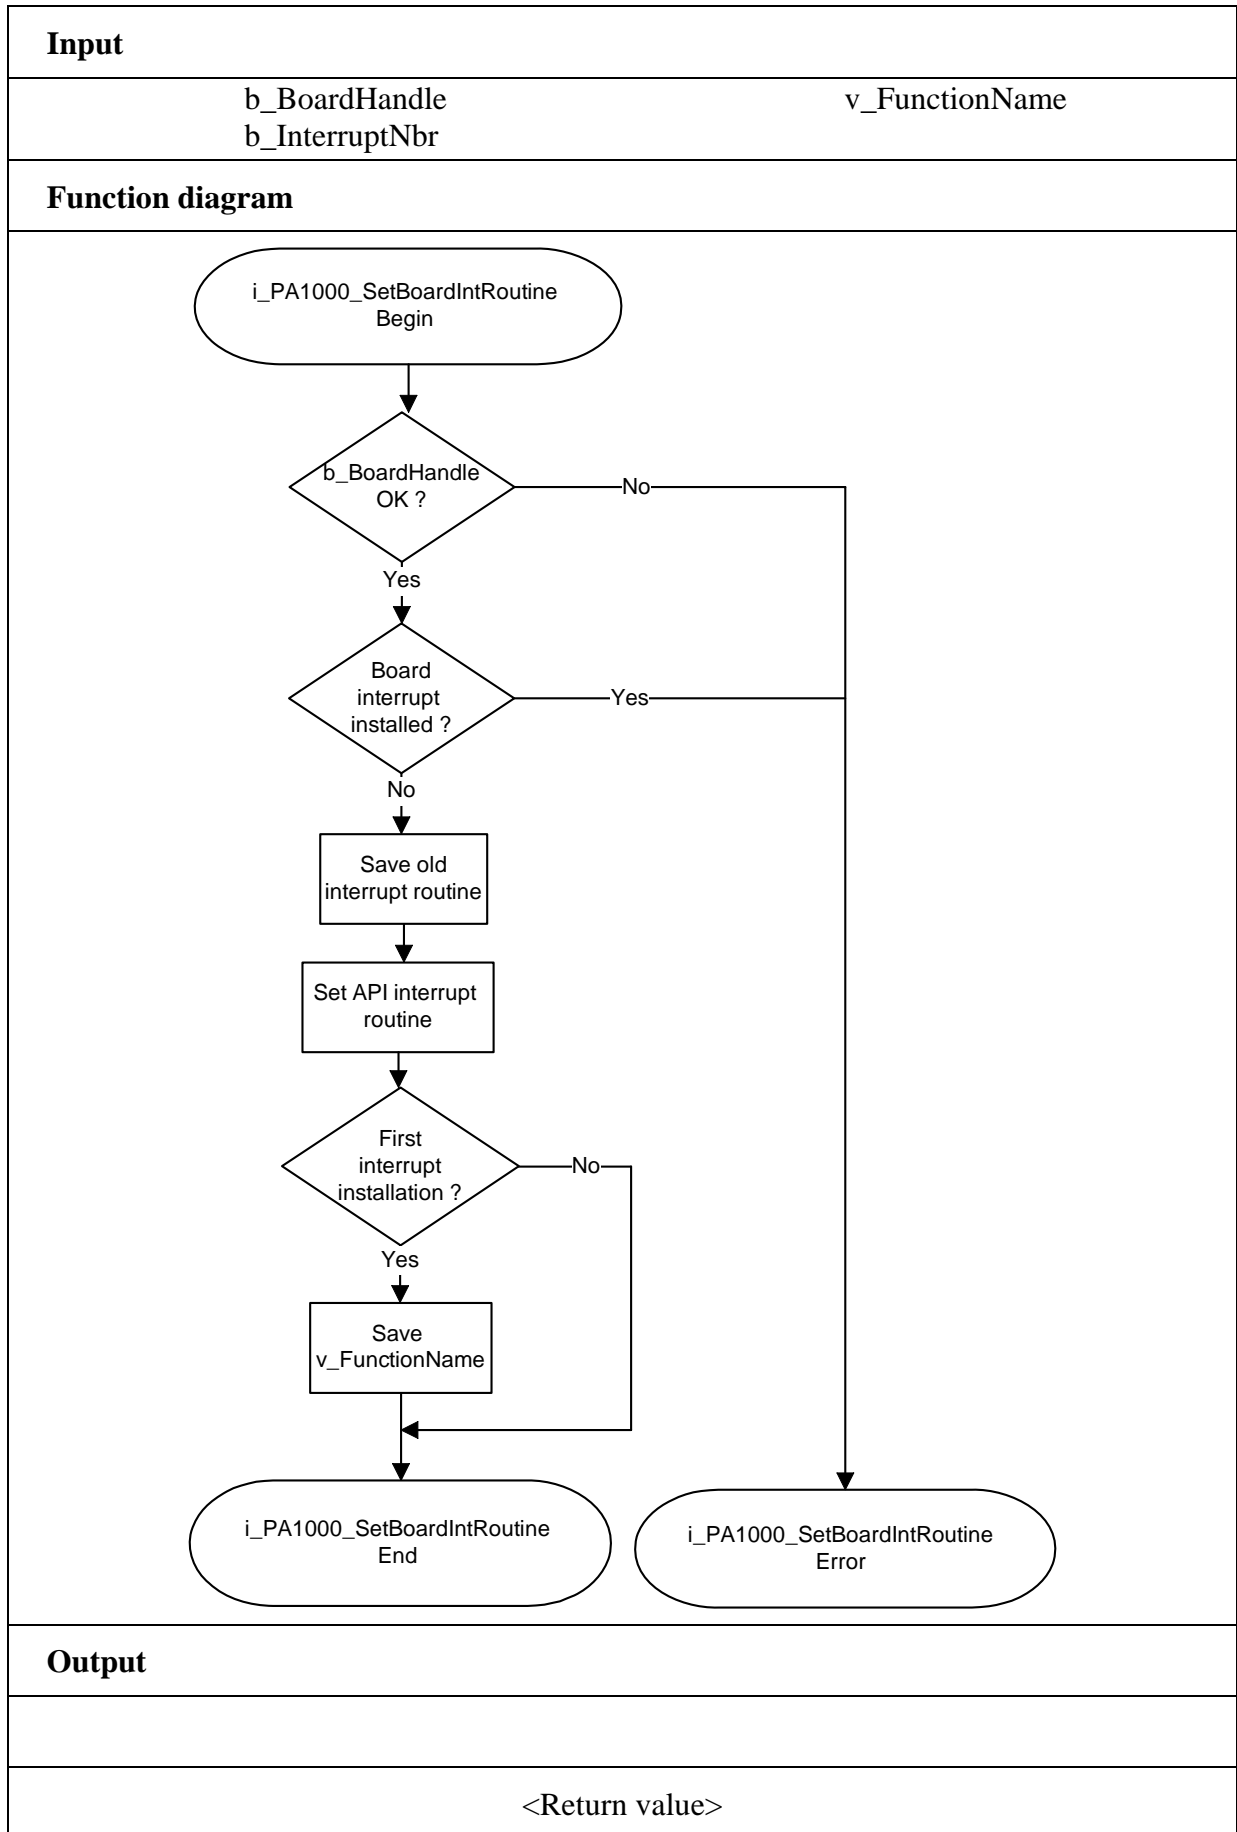 Input
b_BoardHandle v_FunctionName
b_InterruptNbr
Function diagram
i_PA1000_SetBoardIntRoutine
Begin
b_BoardHandle
OK ?
No
Yes
Board
interrupt
installed ?
Yes
No
Save old
interrupt routine
Set API interrupt
routine
First
interrupt
installation ?
No
Yes
Save
v_FunctionName
i_PA1000_SetBoardIntRoutine
End
i_PA1000_SetBoardIntRoutine
Error
Output
<Return value>